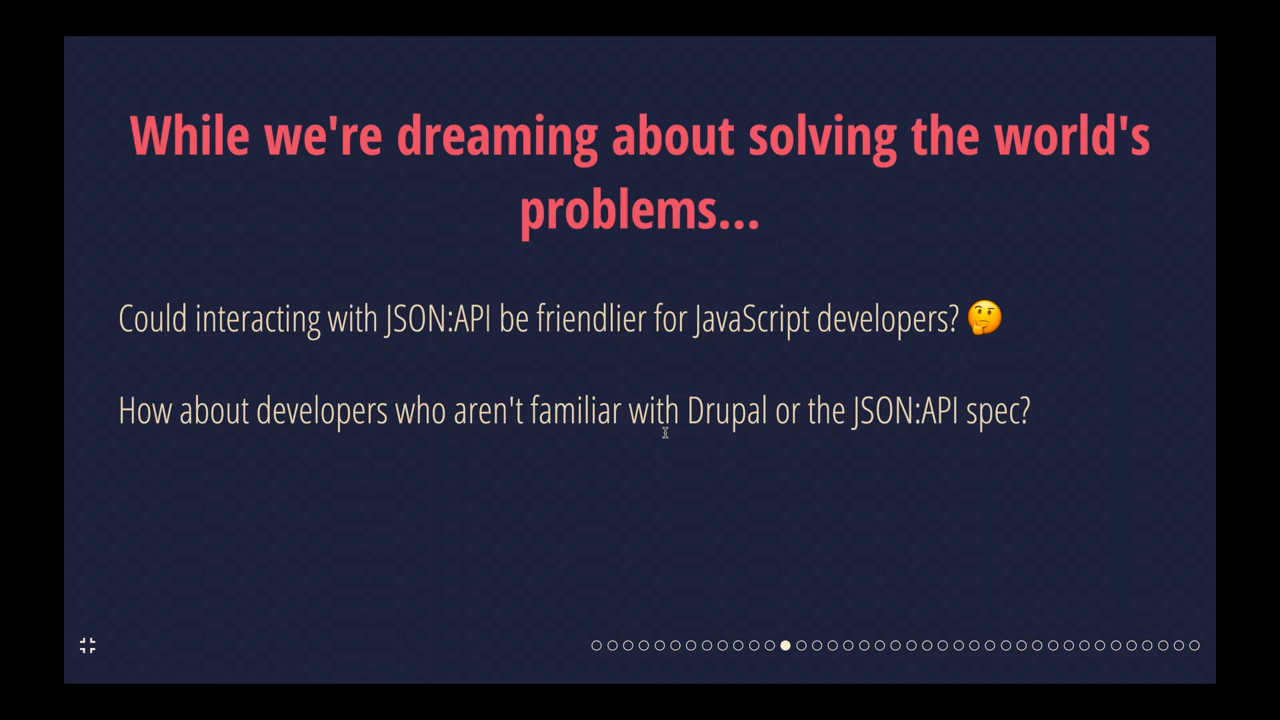 While we're dreaming about solving the world's
problems...
Could interacting with JSON:API be friendlier for JavaScript developers? 🤔
How about developers who aren't familiar with Drupal or the JSON:API spec?